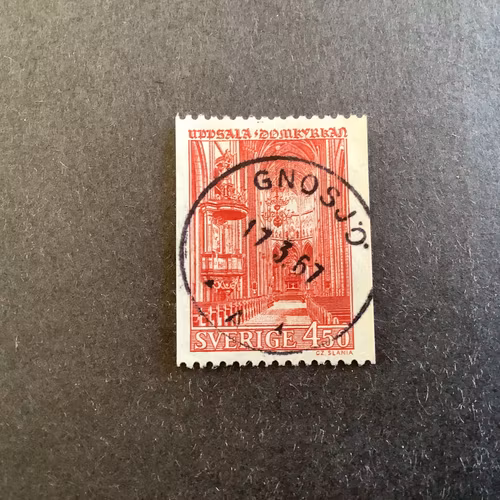 UPPSALA DOMKYRKAN
GNOSJÖ
17.3.67
SVERIGE 4.50
CZ. SLANIA